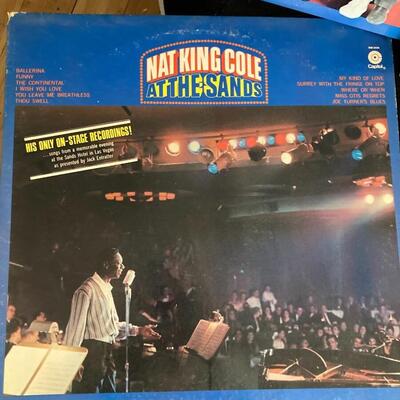 NAT KING COLE
AT THE SANDS
BALLERINA
FUNNY
THE CONTINENTAL
I WISH YOU LOVE
YOU LEAVE ME BREATHLESS
THOU SWELL
Capitol
MY KIND OF LOVE
SURREY WITH THE FRINGE ON TOP
WHERE OR WHEN
MISS OTIS REGRETS
JOE TURNER'S BLUES
HIS ONLY ON-STAGE RECORDINGS!
...songs from a memorable evening
at the Sands Hotel in Las Vegas
as presented by Jack Entratter